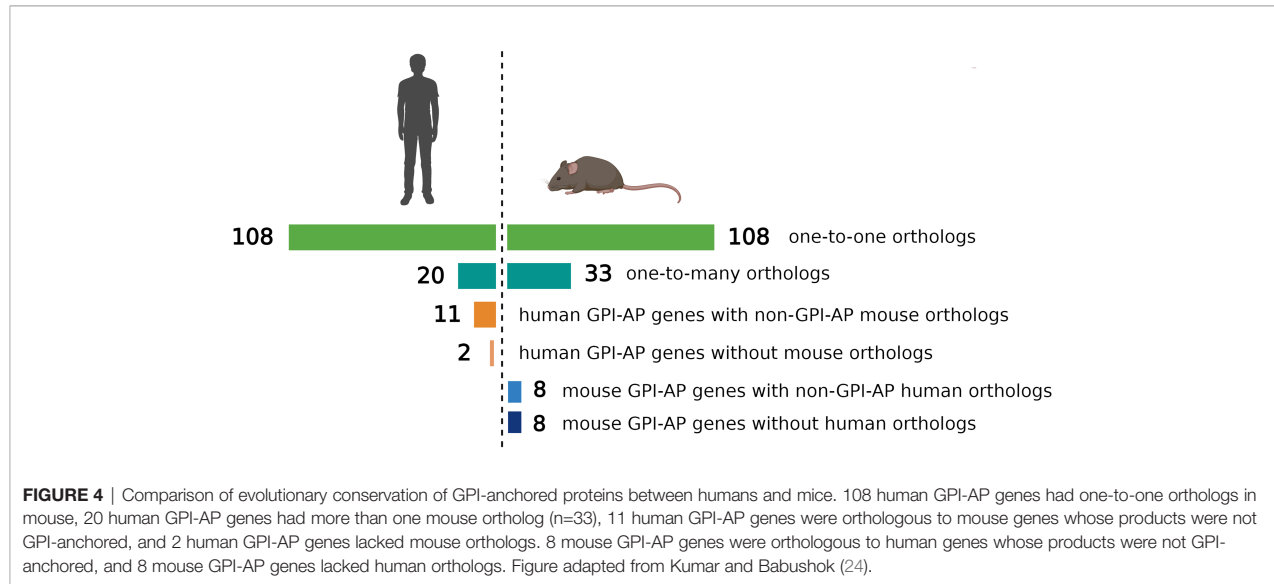 108 108 one-to-one orthologs
20 33 one-to-many orthologs
11 human GPI-AP genes with non-GPI-AP mouse orthologs
2 human GPI-AP genes without mouse orthologs
8 mouse GPI-AP genes with non-GPI-AP human orthologs
8 mouse GPI-AP genes without human orthologs
FIGURE 4 | Comparison of evolutionary conservation of GPI-anchored proteins between humans and mice. 108 human GPI-AP genes had one-to-one orthologs in
mouse, 20 human GPI-AP genes had more than one mouse ortholog (n=33), 11 human GPI-AP genes were orthologous to mouse genes whose products were not
GPI-anchored, and 2 human GPI-AP genes lacked mouse orthologs. 8 mouse GPI-AP genes were orthologous to human genes whose products were not GPI-
anchored, and 8 mouse GPI-AP genes lacked human orthologs. Figure adapted from Kumar and Babushok (24).